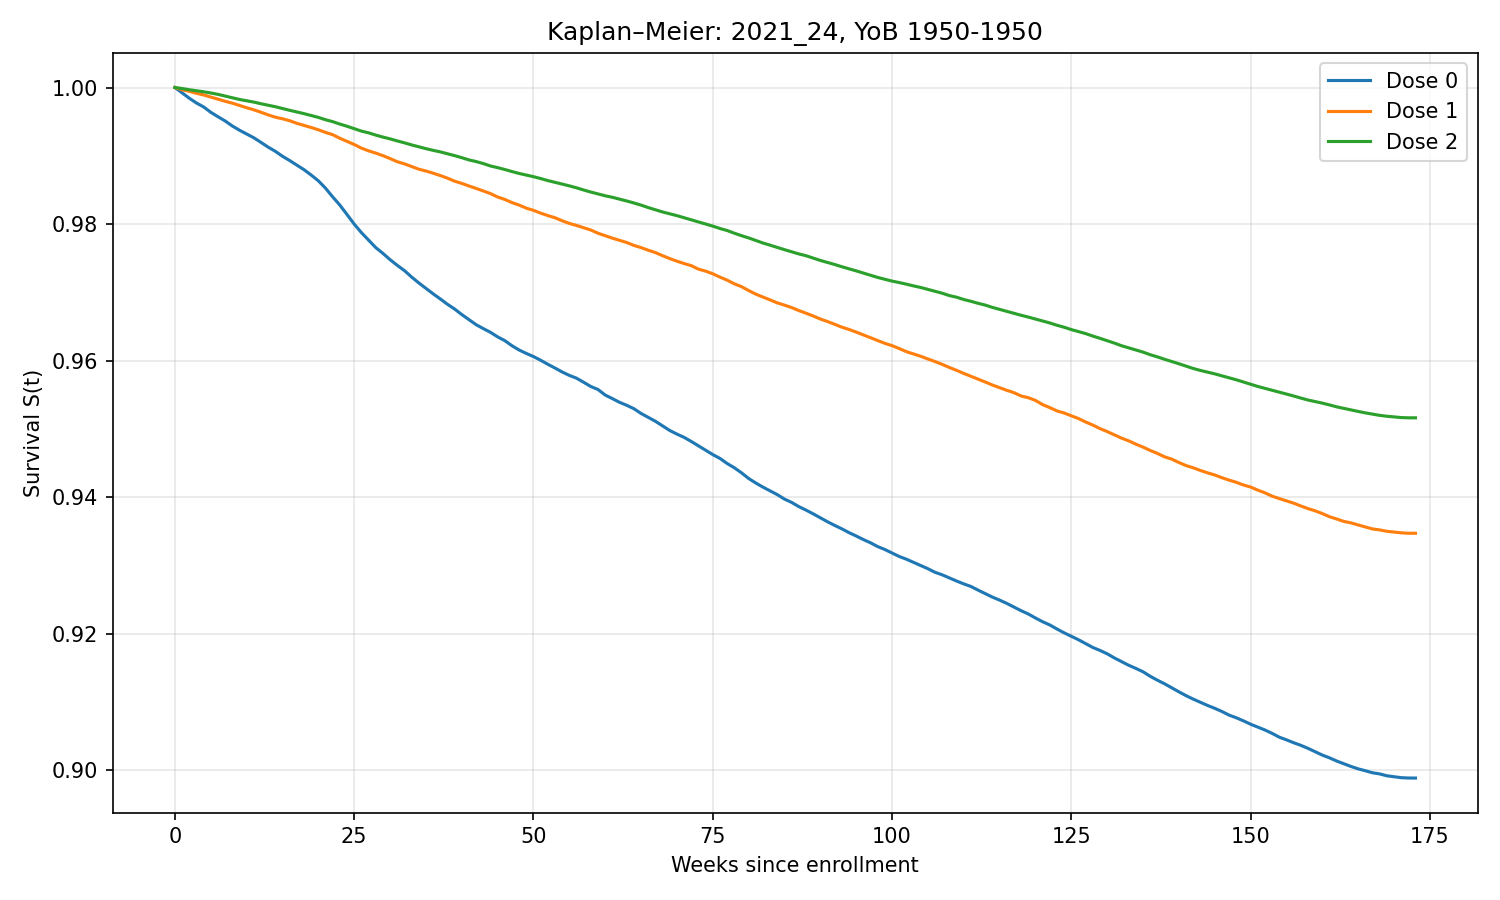 Kaplan–Meier: 2021_24, YoB 1950-1950
Dose 0
Dose 1
Dose 2
Survival S(t)
1.00
0.98
0.96
0.94
0.92
0.90
0 25 50 75 100 125 150 175
Weeks since enrollment